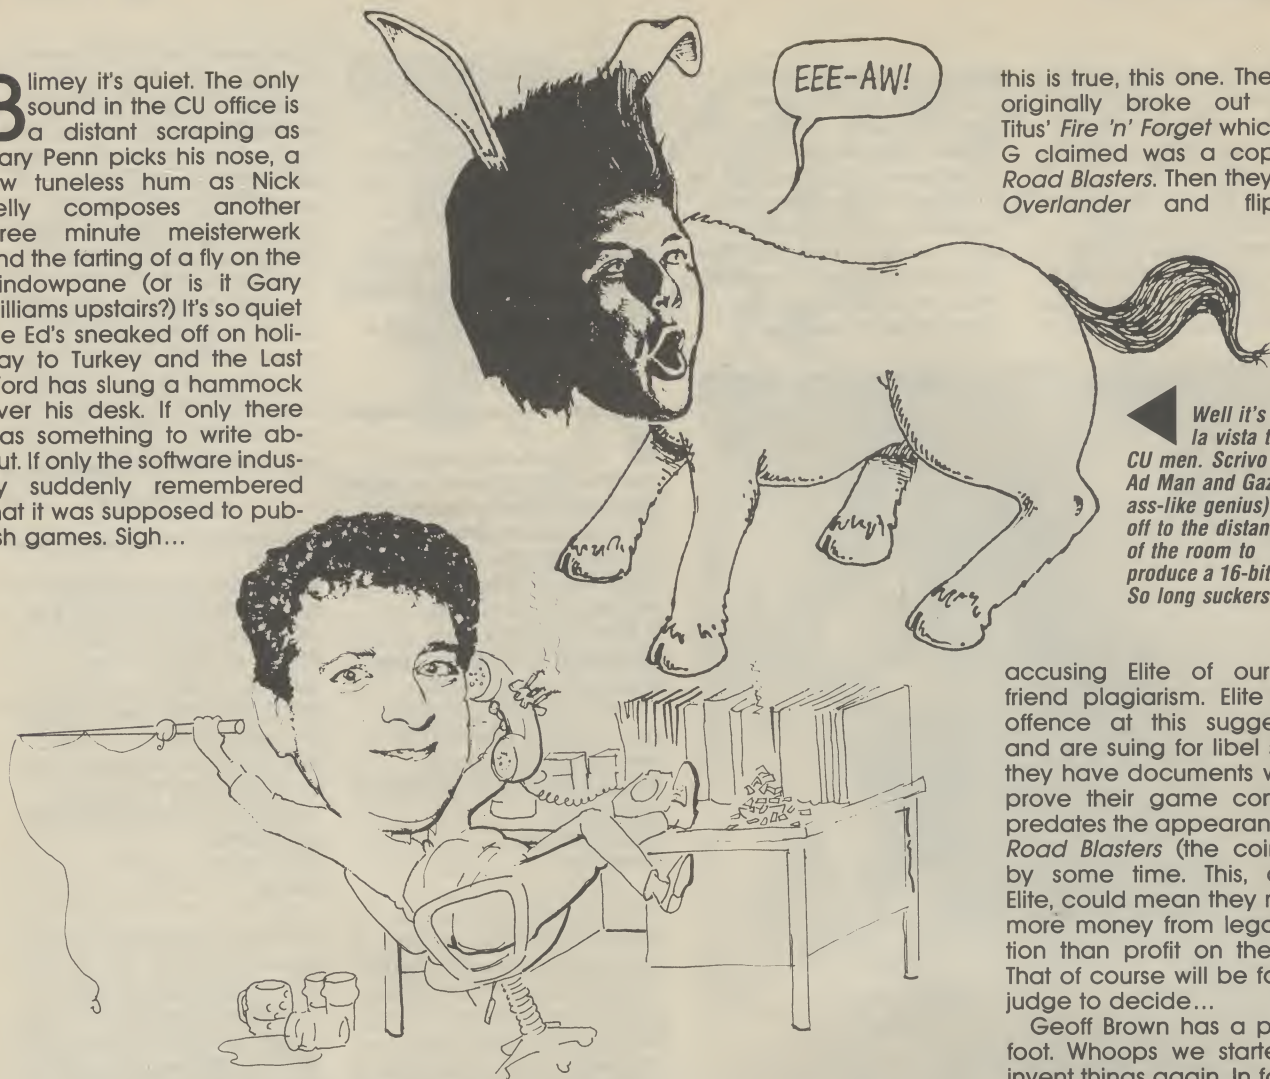 Blimey it's quiet. The only
sound in the CU office is
a distant scraping as
ary Penn picks his nose, a
w tuneless hum as Nick
elly composes another
ree minute meisterwerk
nd the farting of a fly on the
indowpane (or is it Gary
illiams upstairs?) It's so quiet
e Ed's sneaked off on holi-
ay to Turkey and the Last
ord has slung a hammock
ver his desk. If only there
as something to write ab-
ut. If only the software indus-
y suddenly remembered
hat it was supposed to pub-
sh games. Sigh...
EEE-AW!
this is true, this one. The
originally broke out
Titus' Fire 'n' Forget whic
G claimed was a cop
Road Blasters. Then they
Overlander and flip
Well it's
la vista t
CU men. Scrivo
Ad Man and Gaz
ass-like genius)
off to the distan
of the room to
produce a 16-bit
So long suckers
accusing Elite of our
friend plagiarism. Elite
offence at this sugge
and are suing for libel
they have documents w
prove their game con
predates the appearan
Road Blasters (the coin
by some time. This,
Elite, could mean they m
more money from lega
tion than profit on the
That of course will be fo
judge to decide...
Geoff Brown has a p
foot. Whoops we starte
invent things again. In fa